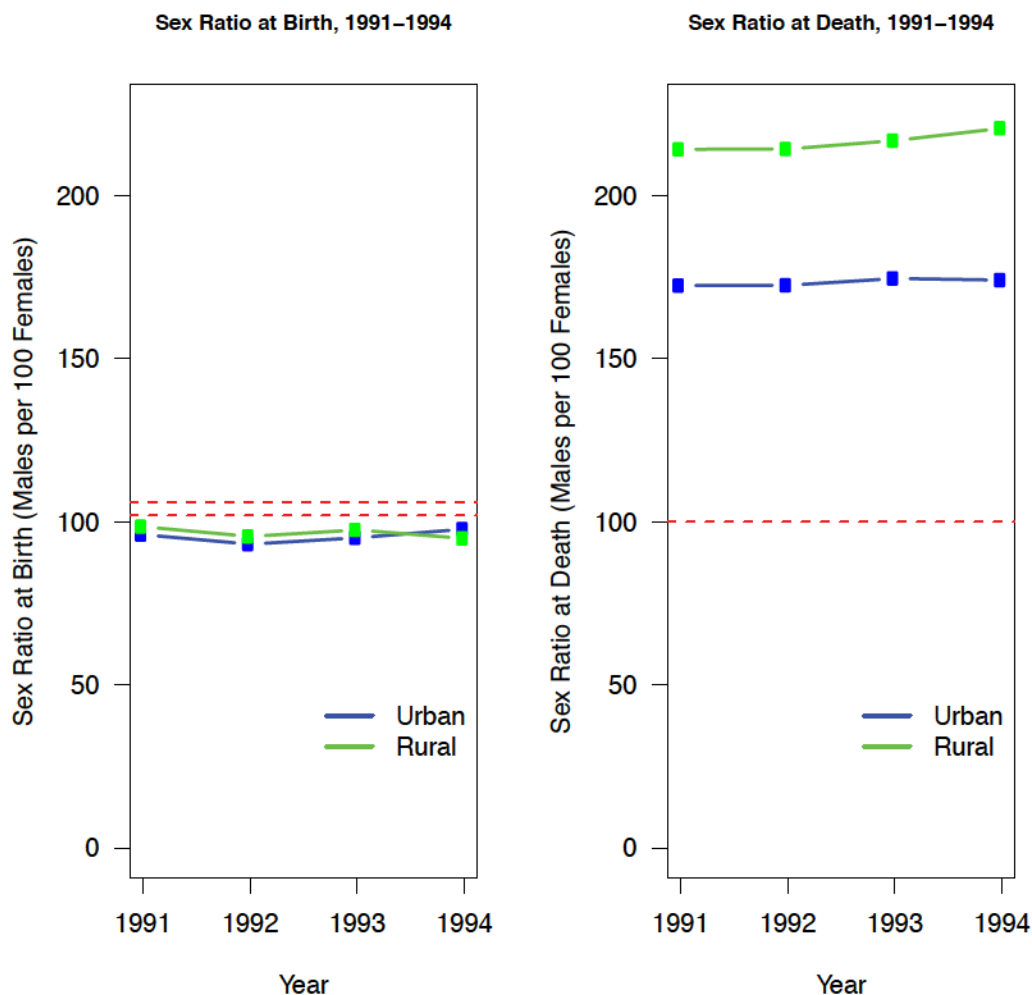 Sex Ratio at Birth, 1991−1994
Sex Ratio at Birth (Males per 100 Females)
200
150
100
50
0
Urban
Rural
1991 1992 1993 1994
Year
Sex Ratio at Death, 1991−1994
Sex Ratio at Death (Males per 100 Females)
200
150
100
50
0
Urban
Rural
1991 1992 1993 1994
Year